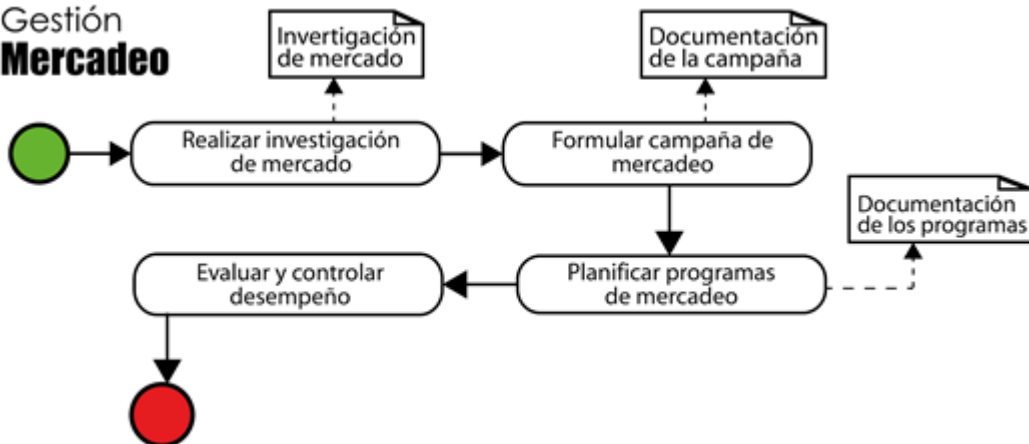 Gestión
Mercadeo
Invertigación
de mercado
Documentación
de la campaña
Realizar investigación
de mercado
Formular campaña de
mercadeo
Documentación
de los programas
Evaluar y controlar
desempeño
Planificar programas
de mercadeo